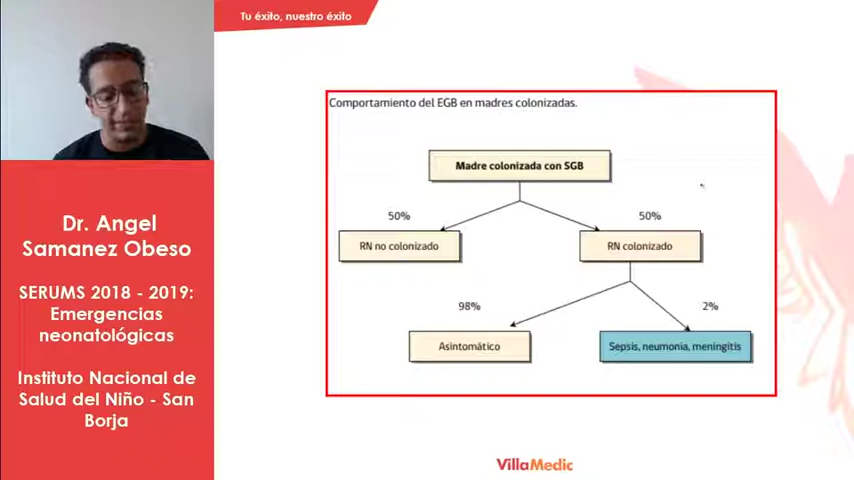 Tu éxito, nuestro éxito
Dr. Angel
Samanez Obeso
SERUMS 2018 - 2019:
Emergencias
neonatológicas
Instituto Nacional de
Salud del Niño - San
Borja
Comportamiento del EGB en madres colonizadas.
Madre colonizada con SGB
50%
50%
RN no colonizado
RN colonizado
98%
2%
Asintomático
Sepsis, neumonia, meningitis
VillaMedic